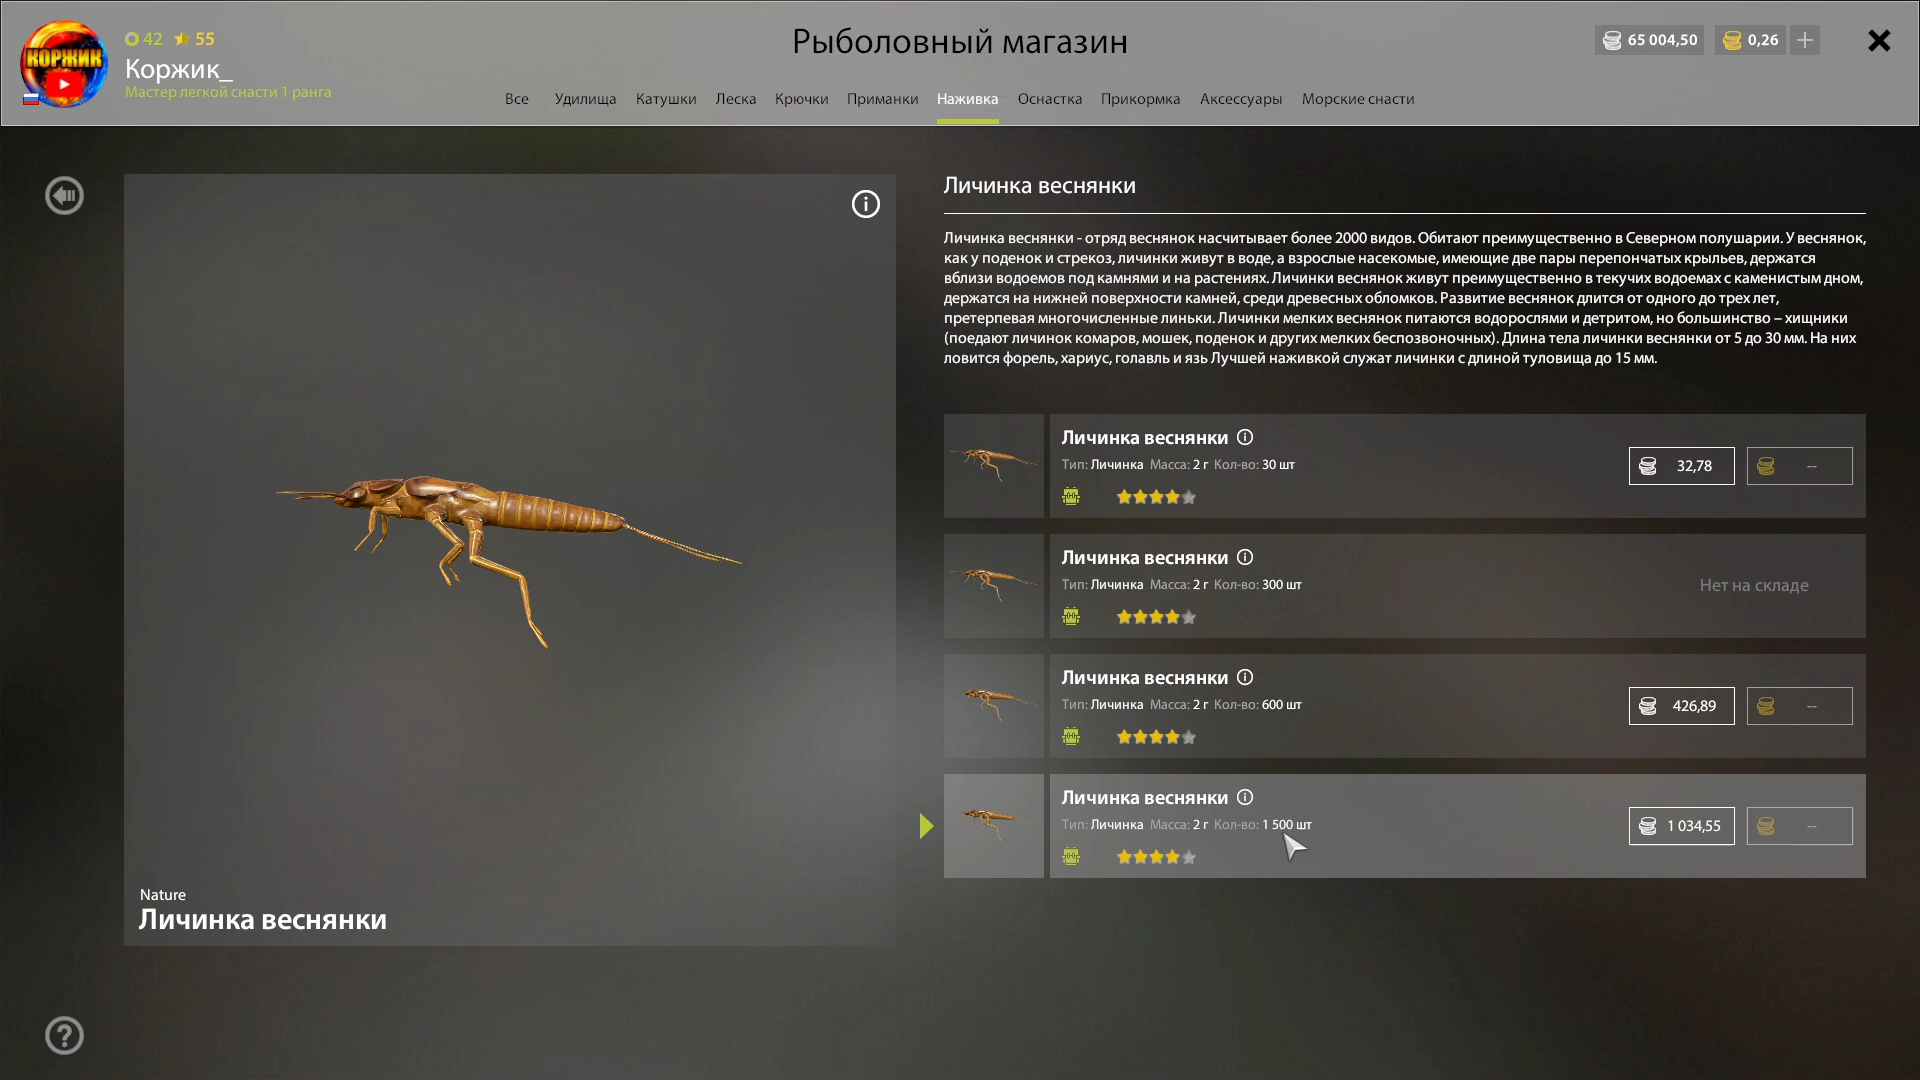 42 55
КОРЖИК
Коржик_
Мастер легкой снасти 1 ранга
Рыболовный магазин
65 004,50
0,26
Все Удилища Катушки Леска Крючки Приманки Наживка Оснастка Прикормка Аксессуары Морские снасти
Nature
Личинка веснянки
Личинка веснянки
Личинка веснянки - отряд веснянок насчитывает более 2000 видов. Обитают преимущественно в Северном полушарии. У веснянок,
как у поденок и стрекоз, личинки живут в воде, а взрослые насекомые, имеющие две пары перепончатых крыльев, держатся
вблизи водоемов под камнями и на растениях. Личинки веснянок живут преимущественно в текучих водоемах с каменистым дном,
держатся на нижней поверхности камней, среди древесных обломков. Развитие веснянок длится от одного до трех лет,
претерпевая многочисленные линьки. Личинки мелких веснянок питаются водорослями и детритом, но большинство – хищники
(поедают личинок комаров, мошек, поденок и других мелких беспозвоночных). Длина тела личинки веснянки от 5 до 30 мм. На них
ловится форель, хариус, голавль и язь Лучшей наживкой служат личинки с длиной туловища до 15 мм.
Личинка веснянки
Тип: Личинка Масса: 2 г Кол-во: 30 шт
32,78
--
Личинка веснянки
Тип: Личинка Масса: 2 г Кол-во: 300 шт
Нет на складе
Личинка веснянки
Тип: Личинка Масса: 2 г Кол-во: 600 шт
426,89
--
Личинка веснянки
Тип: Личинка Масса: 2 г Кол-во: 1 500 шт
1 034,55
--